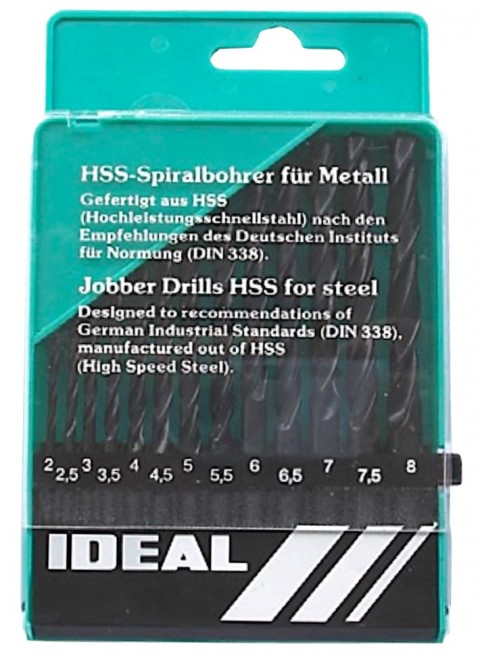 HSS-Spiralbohrer für Metall
Gefertigt aus HSS
(Hochleistungsschnellstahl) nach den
Empfehlungen des Deutschen Instituts
für Normung (DIN 338).
Jobber Drills HSS for steel
Designed to recommendations of
German Industrial Standards (DIN 338),
manufactured out of HSS
(High Speed Steel).
2 2,5 3 3,5 4 4,5 5 5,5 6 6,5 7 7,5 8
IDEAL